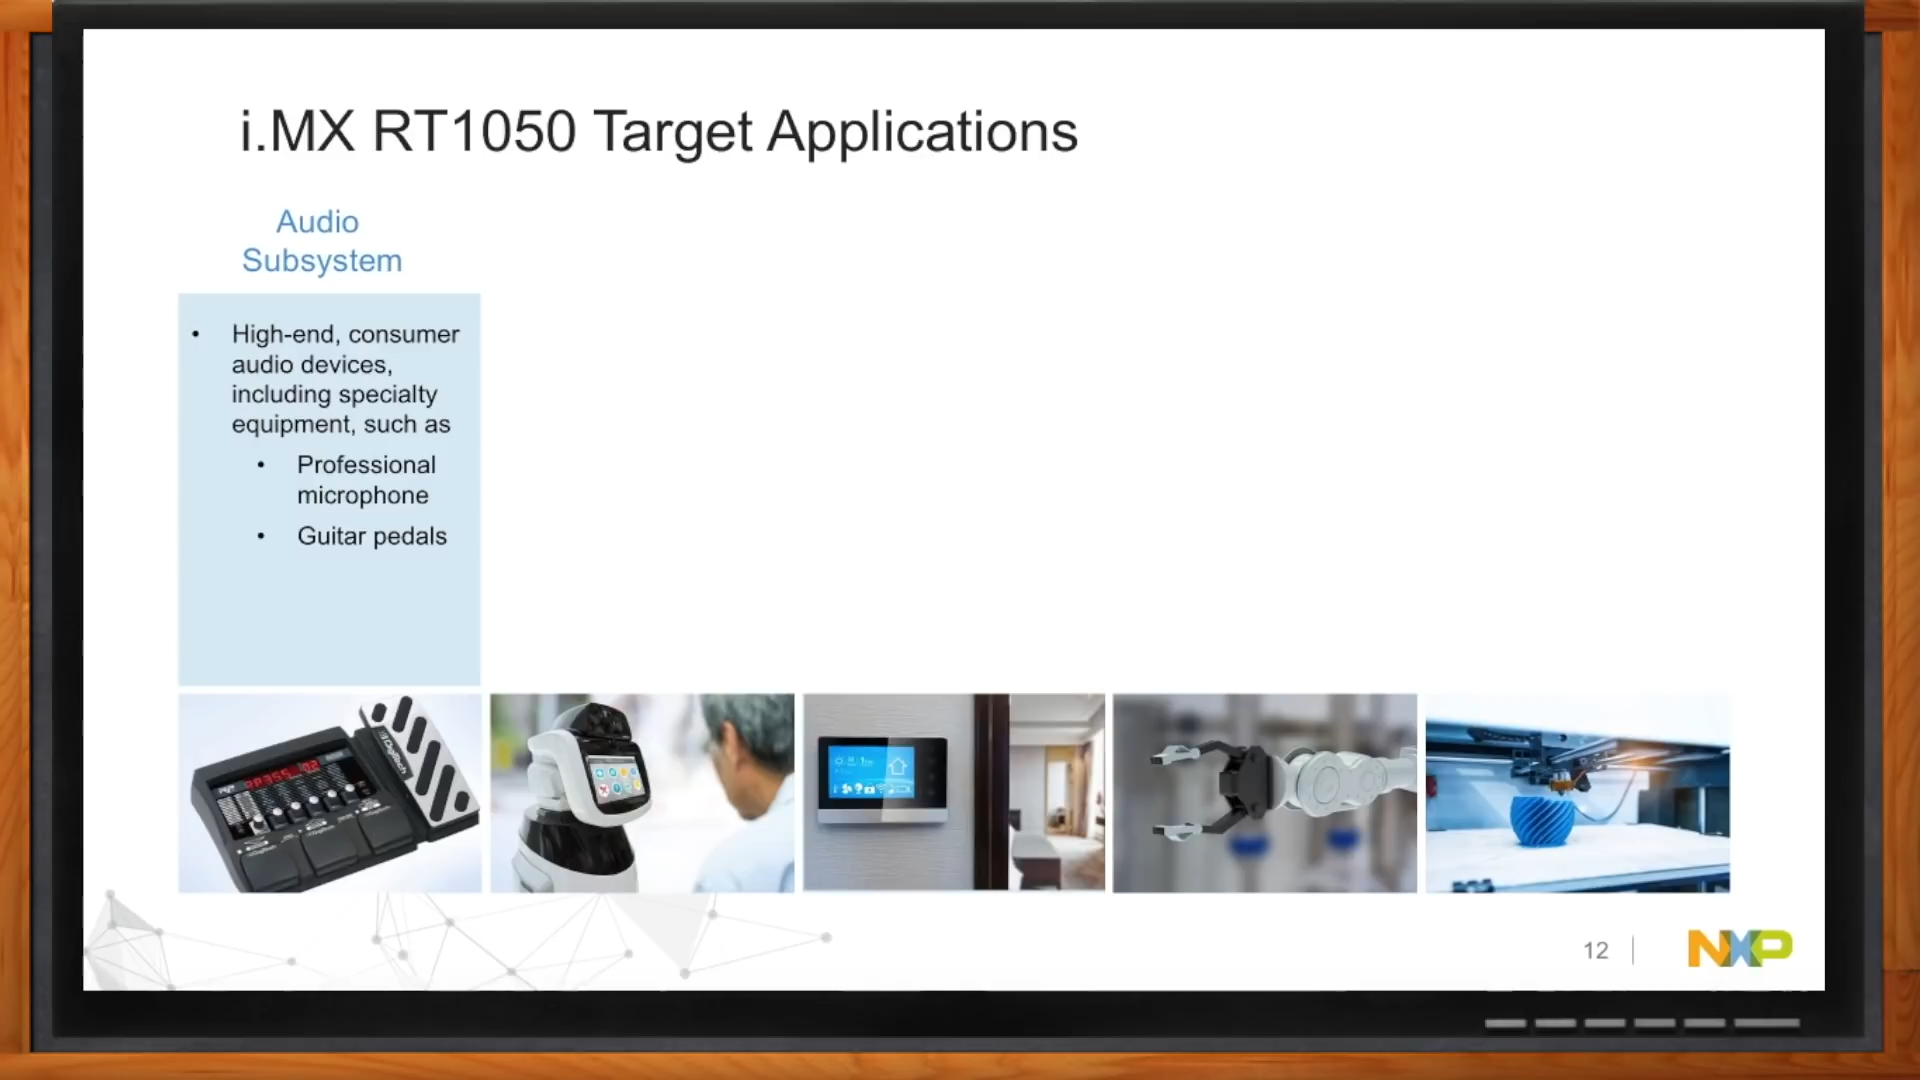 i.MX RT1050 Target Applications
Audio
Subsystem
• High-end, consumer
audio devices,
including specialty
equipment, such as
• Professional
microphone
• Guitar pedals
DigiTech
12
NXP